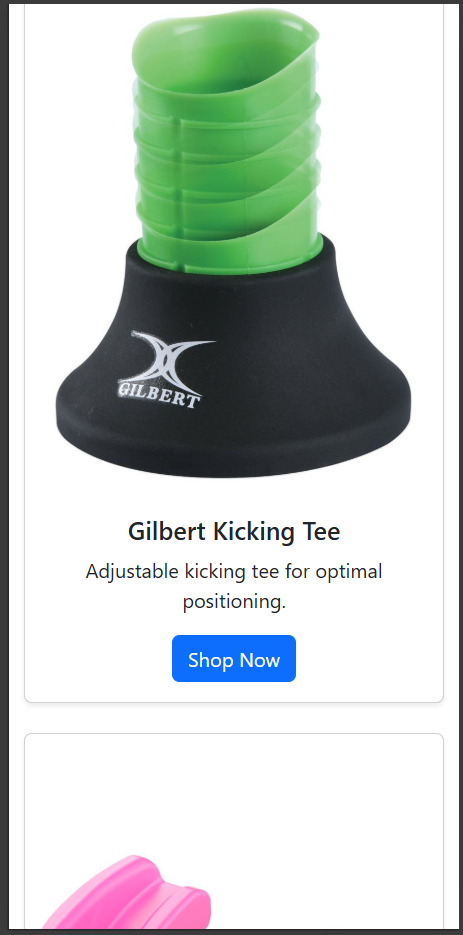 GILBERT
Gilbert Kicking Tee
Adjustable kicking tee for optimal
positioning.
Shop Now